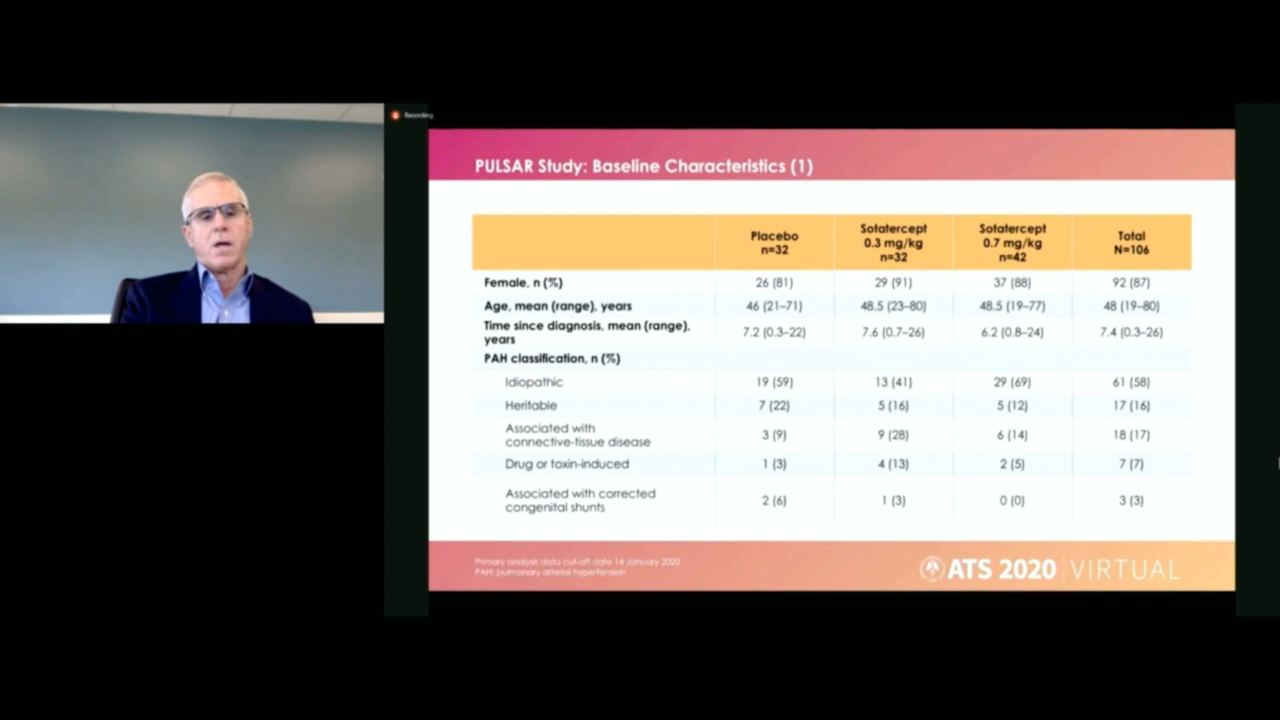 Recording
PULSAR Study: Baseline Characteristics (1)
Placebo
n=32
Sotatercept
0.3 mg/kg
n=32
Sotatercept
0.7 mg/kg
n=42
Total
N=106
Female, n (%) 26 (81) 29 (91) 37 (88) 92 (87)
Age, mean (range), years 46 (21–71) 48.5 (23–80) 48.5 (19–77) 48 (19–80)
Time since diagnosis, mean (range),
years 7.2 (0.3–22) 7.6 (0.7–26) 6.2 (0.8–24) 7.4 (0.3–26)
PAH classification, n (%)
Idiopathic 19 (59) 13 (41) 29 (69) 61 (58)
Heritable 7 (22) 5 (16) 5 (12) 17 (16)
Associated with
connective-tissue disease 3 (9) 9 (28) 6 (14) 18 (17)
Drug or toxin-induced 1 (3) 4 (13) 2 (5) 7 (7)
Associated with corrected
congenital shunts 2 (6) 1 (3) 0 (0) 3 (3)
Primary analysis data cut-off date 14 January 2020
PAH: pulmonary arterial hypertension
ATS 2020 VIRTUAL